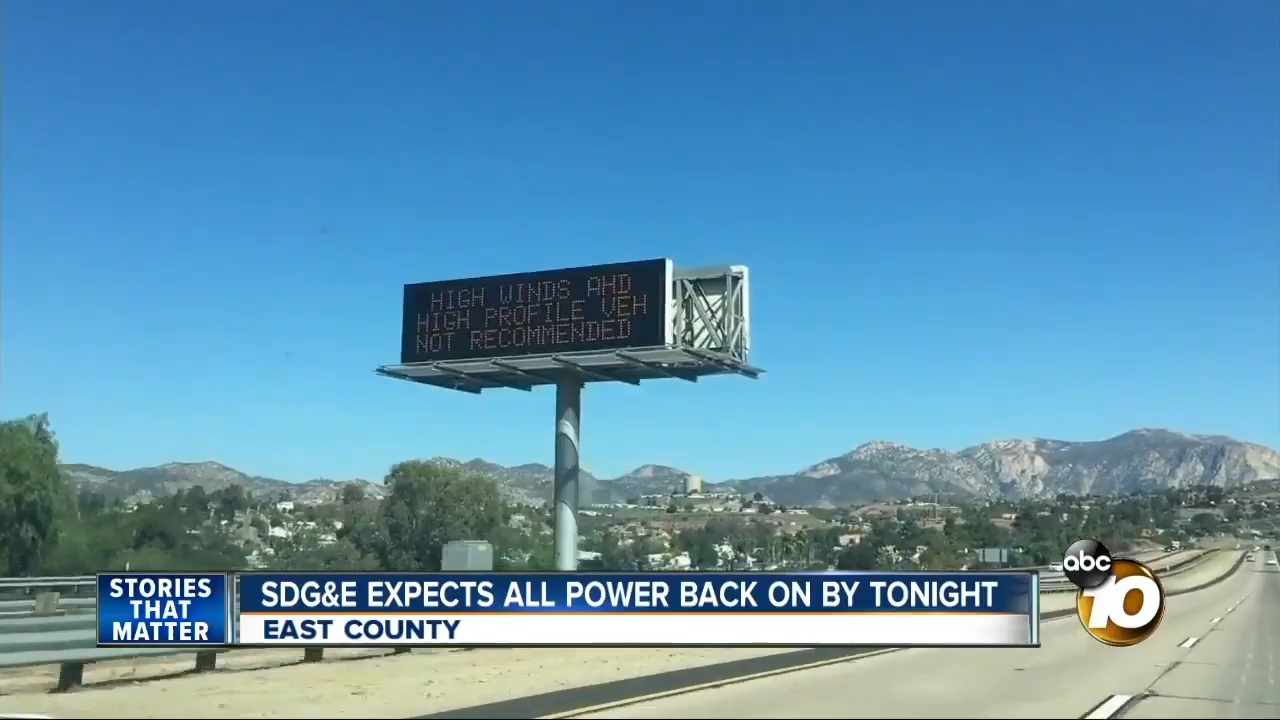 HIGH WINDS AHD
HIGH PROFILE VEH
NOT RECOMMENDED
STORIES
THAT
MATTER
SDG&E EXPECTS ALL POWER BACK ON BY TONIGHT
EAST COUNTY
abc
10